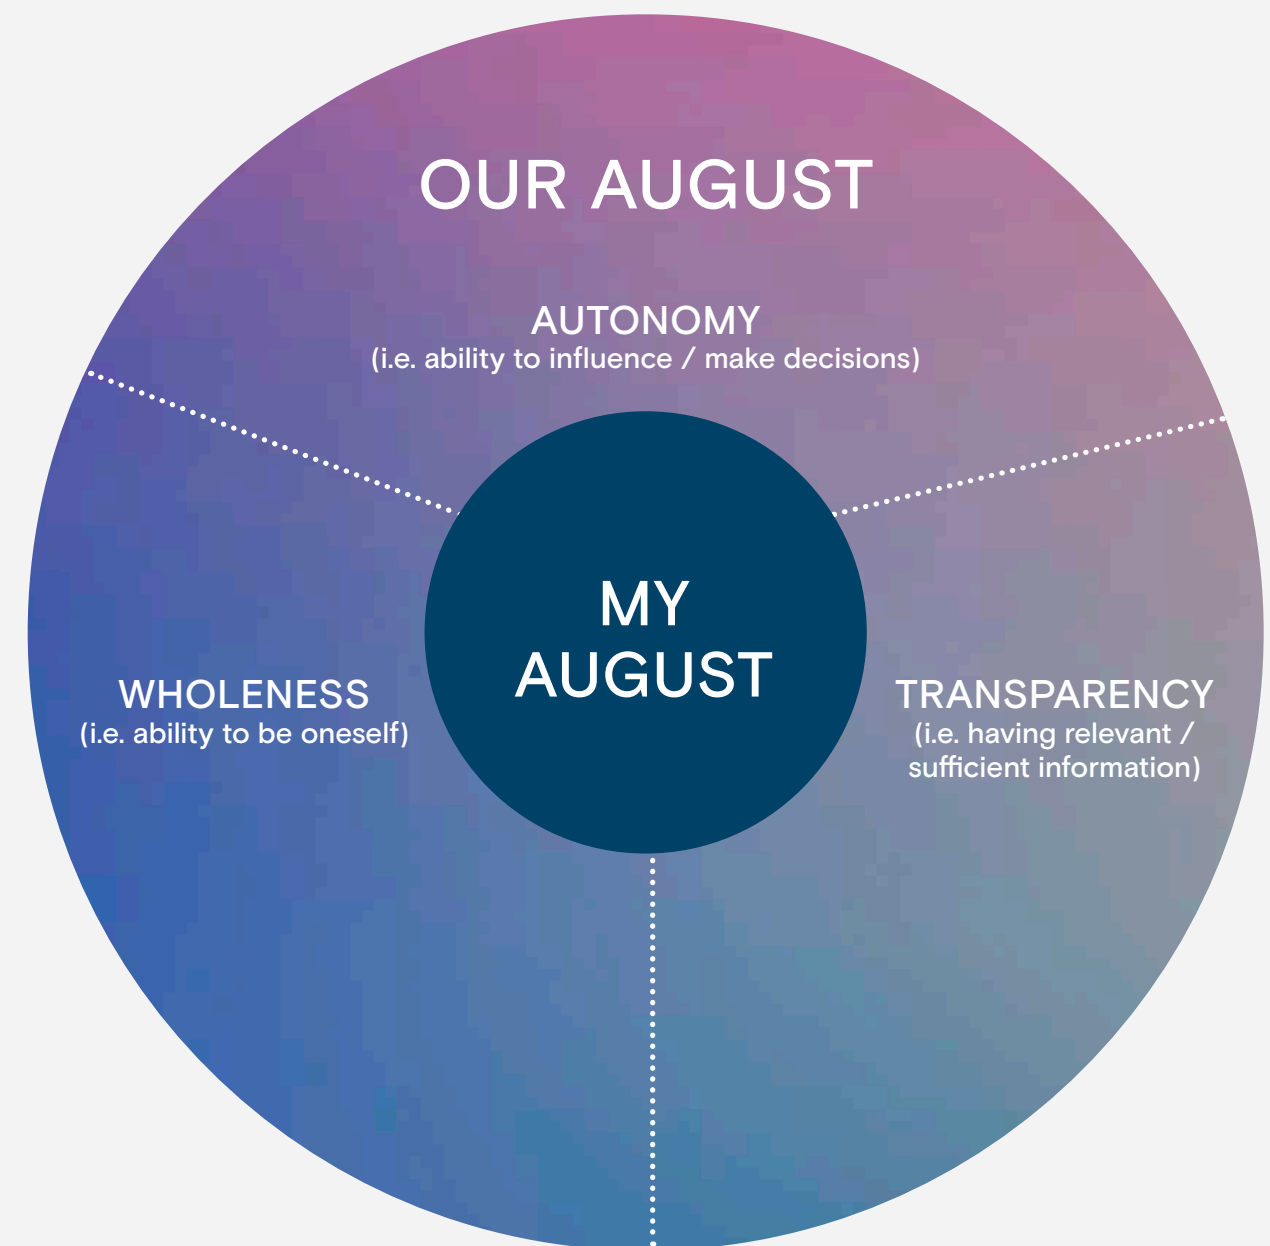 OUR AUGUST
AUTONOMY
(i.e. ability to influence / make decisions)
MY
AUGUST
WHOLENESS
(i.e. ability to be oneself)
TRANSPARENCY
(i.e. having relevant /
sufficient information)